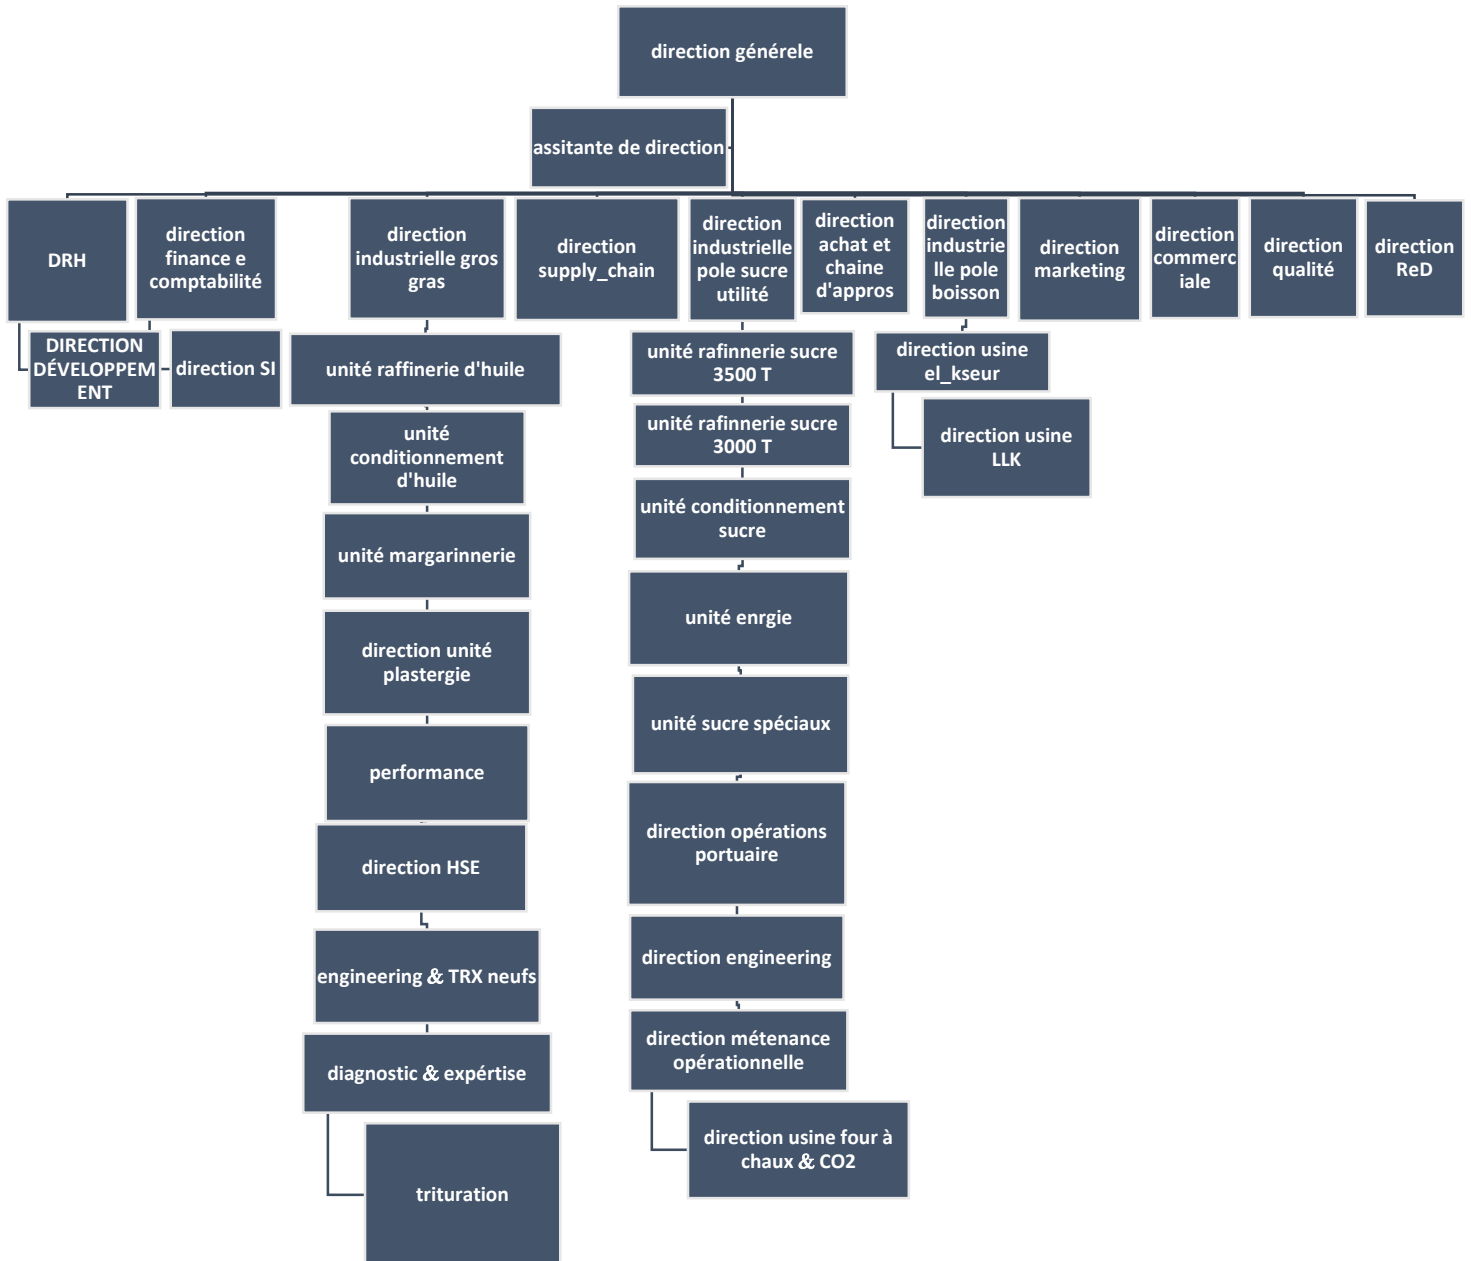 direction générele
assitante de direction
DRH
direction
finance e
comptabilité
direction
industrielle gros
gras
direction
supply_chain
direction
industrielle
pole sucre
utilité
direction
achat et
chaine
d'appros
direction
industrie
lle pole
boisson
direction
marketing
direction
commerc
iale
direction
qualité
direction
ReD
DIRECTION
DÉVELOPPEM
ENT
direction SI
unité raffinerie d'huile
unité
conditionnement
d'huile
unité margarinnerie
direction unité
plastergie
performance
direction HSE
engineering & TRX neufs
diagnostic & expértise
trituration
unité rafinnerie sucre
3500 T
unité rafinnerie sucre
3000 T
unité conditionnement
sucre
unité enrgie
unité sucre spéciaux
direction opérations
portuaire
direction engineering
direction métenance
opérationnelle
direction usine four à
chaux & CO2
direction usine
el_kseur
direction usine
LLK